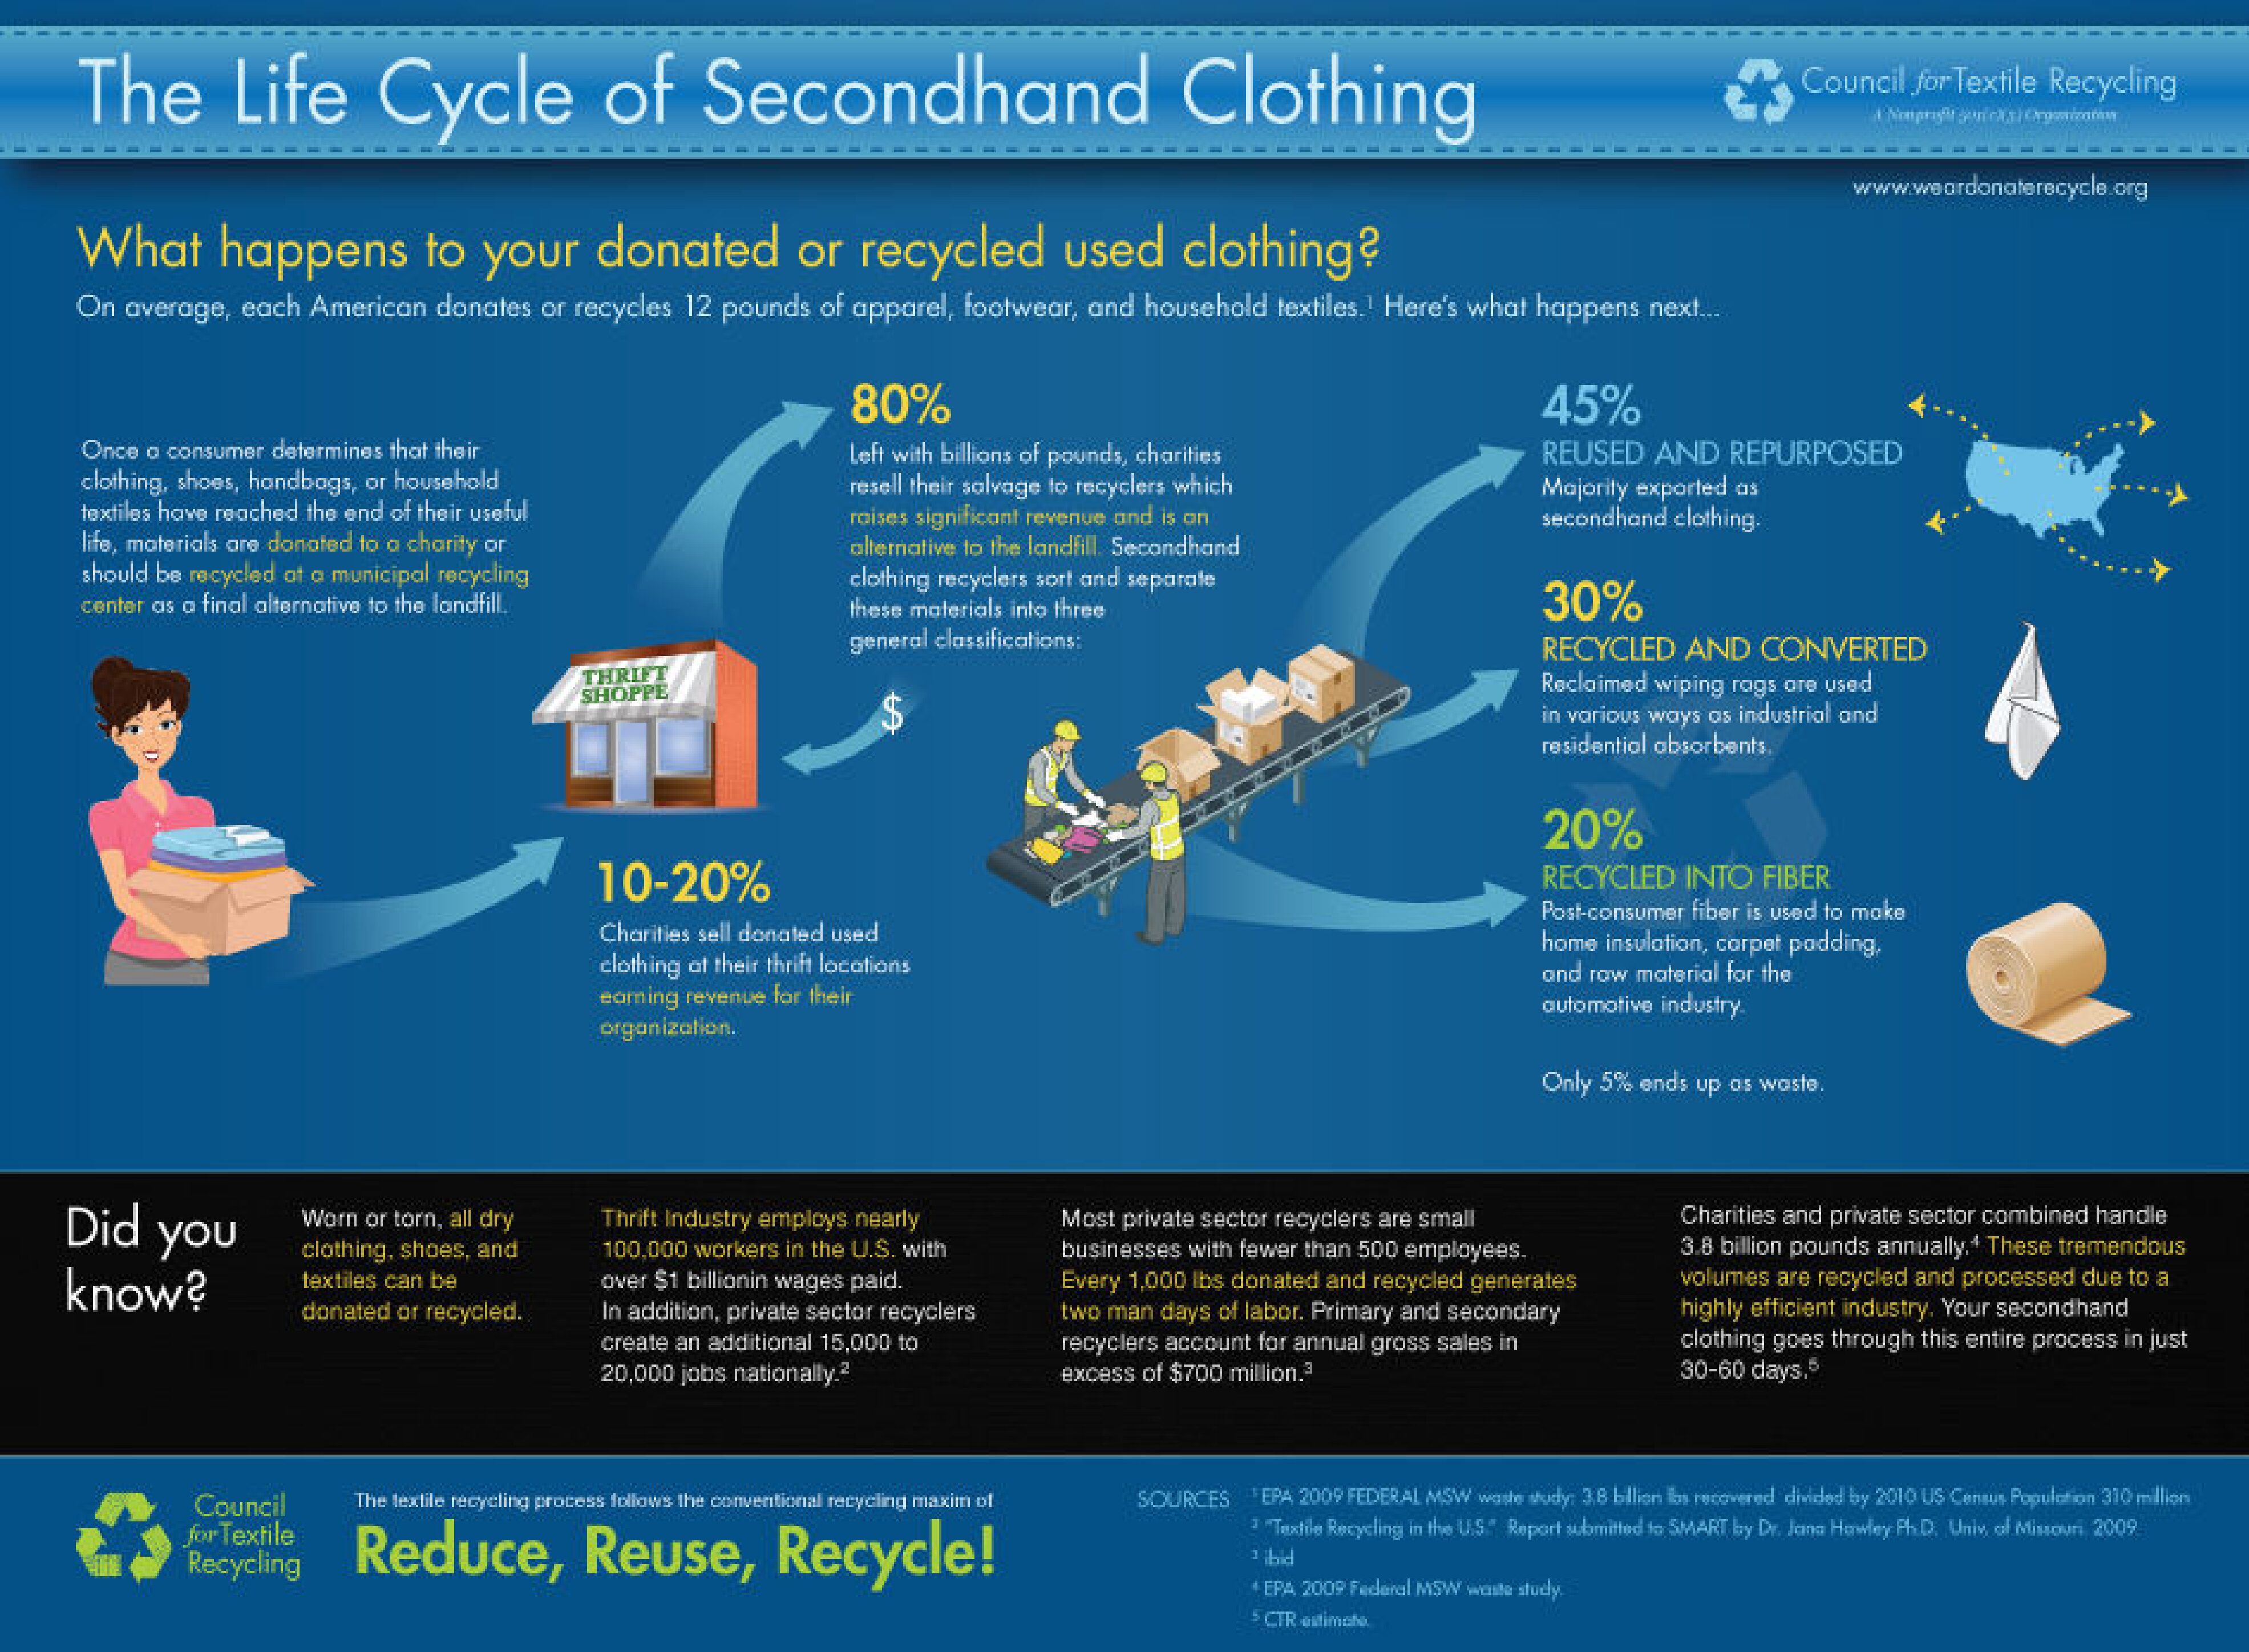 The Life Cycle of Secondhand Clothing
Council for Textile Recycling
A Nonprofit 501(c)(3) Organization
www.weardonaterecycle.org
What happens to your donated or recycled used clothing?
On average, each American donates or recycles 12 pounds of apparel, footwear, and household textiles.¹ Here's what happens next...
Once a consumer determines that their
clothing, shoes, handbags, or household
textiles have reached the end of their useful
life, materials are donated to a charity or
should be recycled at a municipal recycling
center as a final alternative to the landfill.
THRIFT
SHOPPE
10-20%
Charities sell donated used
clothing at their thrift locations
earning revenue for their
organization.
80%
Left with billions of pounds, charities
resell their salvage to recyclers which
raises significant revenue and is an
alternative to the landfill. Secondhand
clothing recyclers sort and separate
these materials into three
general classifications:
$
45%
REUSED AND REPURPOSED
Majority exported as
secondhand clothing.
30%
RECYCLED AND CONVERTED
Reclaimed wiping rags are used
in various ways as industrial and
residential absorbents.
20%
RECYCLED INTO FIBER
Post-consumer fiber is used to make
home insulation, carpet padding,
and raw material for the
automotive industry.
Only 5% ends up as waste.
Did you
know?
Worn or torn, all dry
clothing, shoes, and
textiles can be
donated or recycled.
Thrift Industry employs nearly
100,000 workers in the U.S. with
over $1 billionin wages paid.
In addition, private sector recyclers
create an additional 15,000 to
20,000 jobs nationally.²
Most private sector recyclers are small
businesses with fewer than 500 employees.
Every 1,000 lbs donated and recycled generates
two man days of labor. Primary and secondary
recyclers account for annual gross sales in
excess of $700 million.³
Charities and private sector combined handle
3.8 billion pounds annually.⁴ These tremendous
volumes are recycled and processed due to a
highly efficient industry. Your secondhand
clothing goes through this entire process in just
30-60 days.⁵
Council
for Textile
Recycling
The textile recycling process follows the conventional recycling maxim of
Reduce, Reuse, Recycle!
SOURCES
¹ EPA 2009 FEDERAL MSW waste study: 3.8 billion lbs recovered divided by 2010 US Census Population 310 million
² "Textile Recycling in the U.S." Report submitted to SMART by Dr. Jana Hawley Ph.D. Univ. of Missouri. 2009
³ ibid
⁴ EPA 2009 Federal MSW waste study.
⁵ CTR estimate.